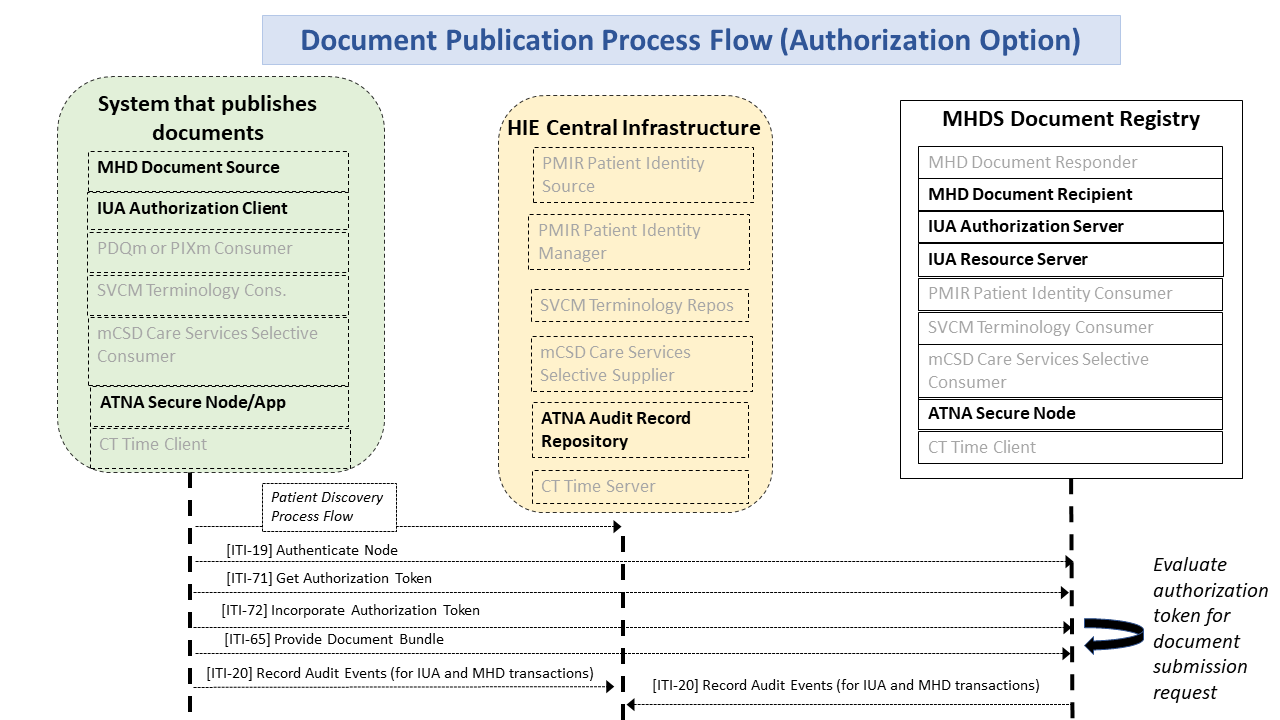 Document Publication Process Flow (Authorization Option)
System that publishes
documents
MHD Document Source
IUA Authorization Client
PDQm or PIXm Consumer
SVCM Terminology Cons.
mCSD Care Services Selective
Consumer
ATNA Secure Node/App
CT Time Client
HIE Central Infrastructure
PMIR Patient Identity
Source
PMIR Patient Identity
Manager
SVCM Terminology Repos
mCSD Care Services
Selective Supplier
ATNA Audit Record
Repository
CT Time Server
MHDS Document Registry
MHD Document Responder
MHD Document Recipient
IUA Authorization Server
IUA Resource Server
PMIR Patient Identity Consumer
SVCM Terminology Consumer
mCSD Care Services Selective
Consumer
ATNA Secure Node
CT Time Client
Patient Discovery
Process Flow
[ITI-19] Authenticate Node
[ITI-71] Get Authorization Token
[ITI-72] Incorporate Authorization Token
[ITI-65] Provide Document Bundle
[ITI-20] Record Audit Events (for IUA and MHD transactions)
[ITI-20] Record Audit Events (for IUA and MHD transactions)
Evaluate
authorization
token for
document
submission
request